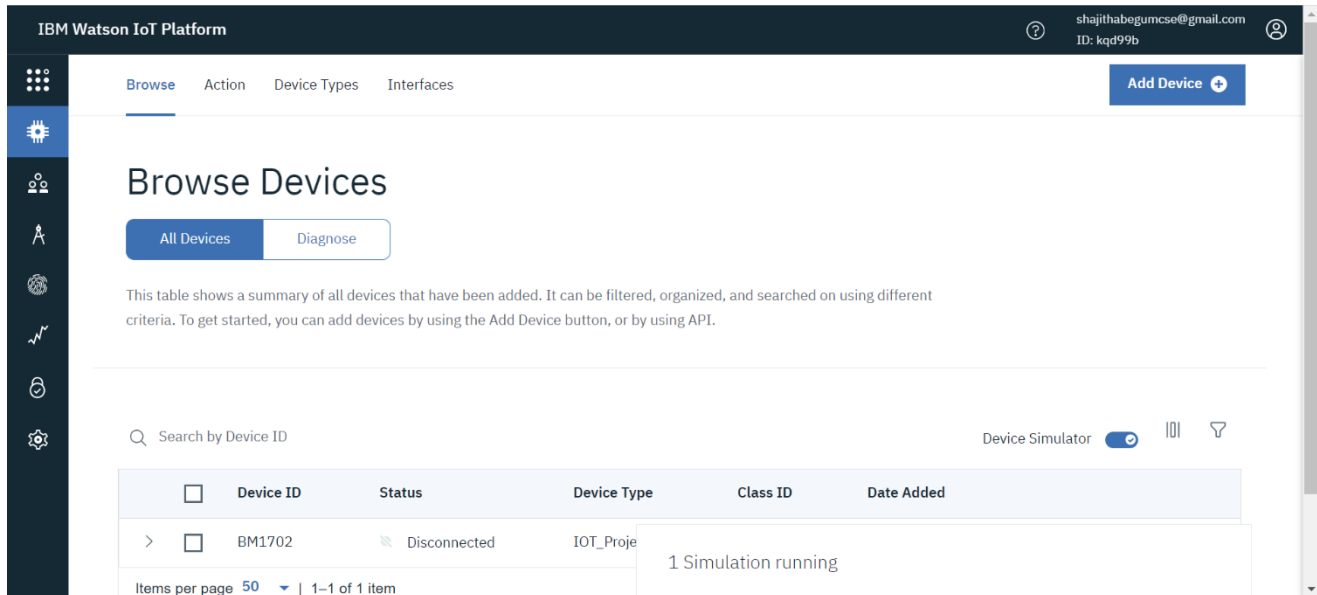 IBM Watson IoT Platform
shajithabegumcse@gmail.com
ID: kqd99b
Browse Action Device Types Interfaces
Add Device
Browse Devices
All Devices Diagnose
This table shows a summary of all devices that have been added. It can be filtered, organized, and searched on using different
criteria. To get started, you can add devices by using the Add Device button, or by using API.
Search by Device ID
Device Simulator
Device ID Status Device Type Class ID Date Added
BM1702 Disconnected IOT_Proje
1 Simulation running
Items per page 50 | 1–1 of 1 item